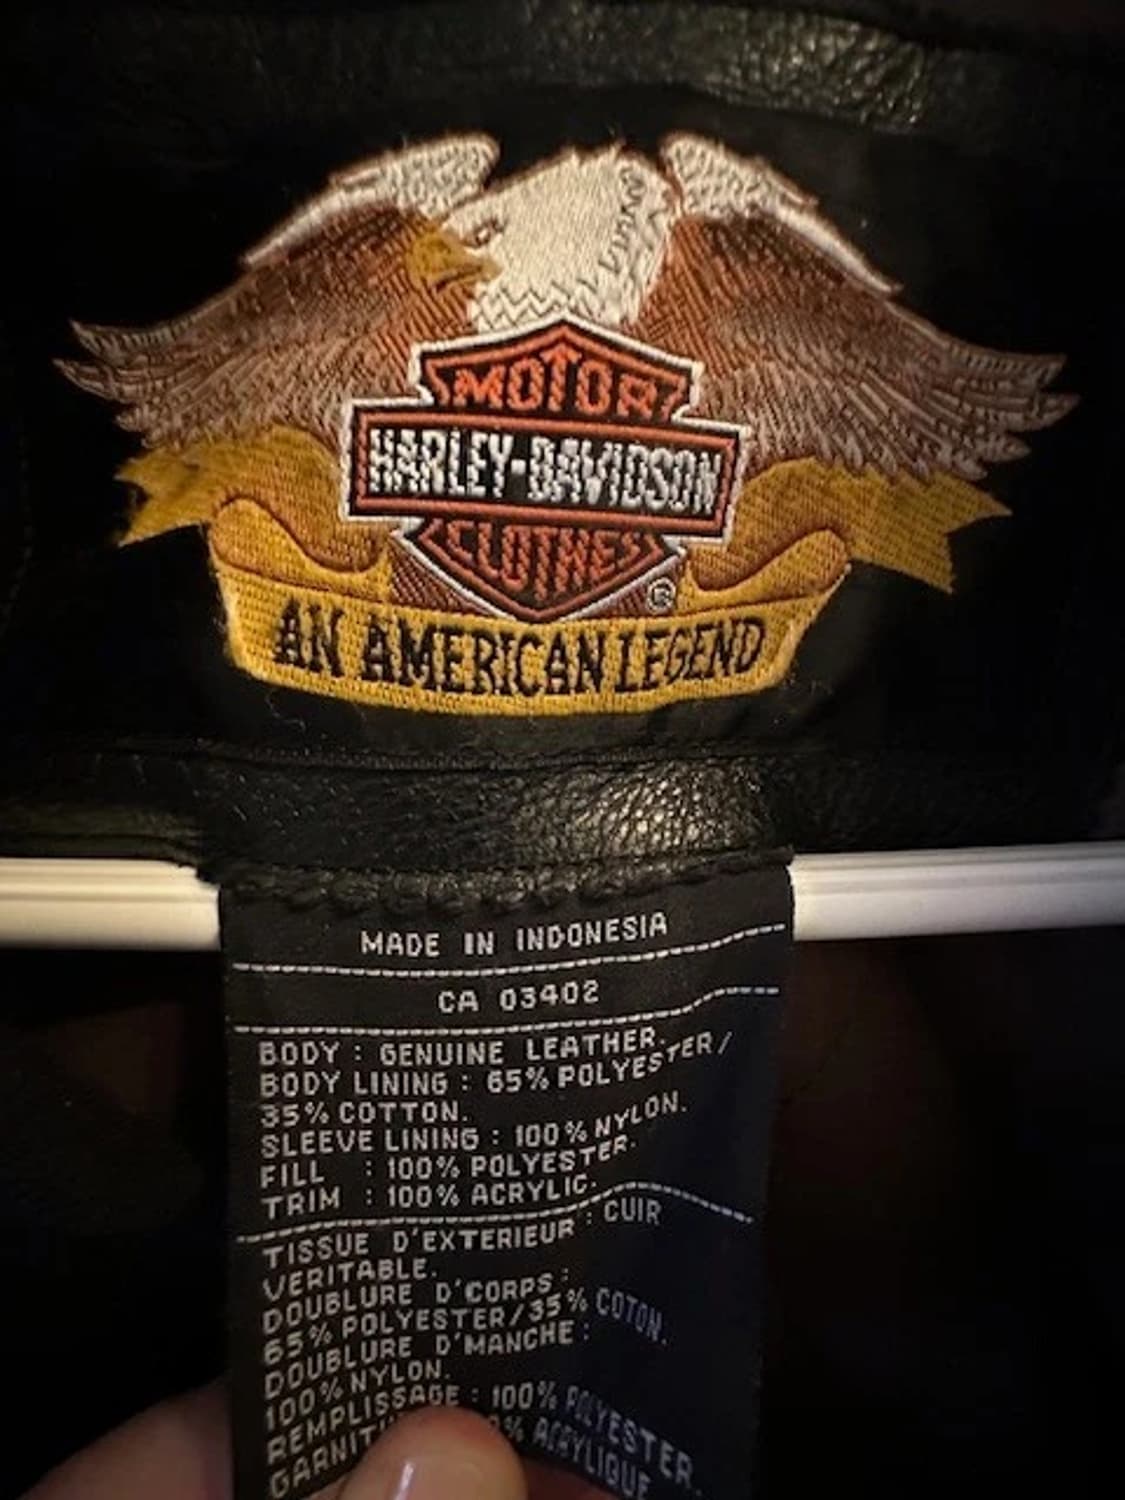 MOTOR
HARLEY-DAVIDSON
CLOTHES
®
AN AMERICAN LEGEND
MADE IN INDONESIA
CA 03402
BODY : GENUINE LEATHER.
BODY LINING : 65% POLYESTER/
35% COTTON.
SLEEVE LINING : 100% NYLON.
FILL : 100% POLYESTER.
TRIM : 100% ACRYLIC.
TISSUE D'EXTERIEUR : CUIR
VERITABLE.
DOUBLURE D'CORPS :
65% POLYESTER/35% COTON.
DOUBLURE D'MANCHE :
100% NYLON.
REMPLISSAGE : 100% POLYESTER.
% ACRYLIQUE